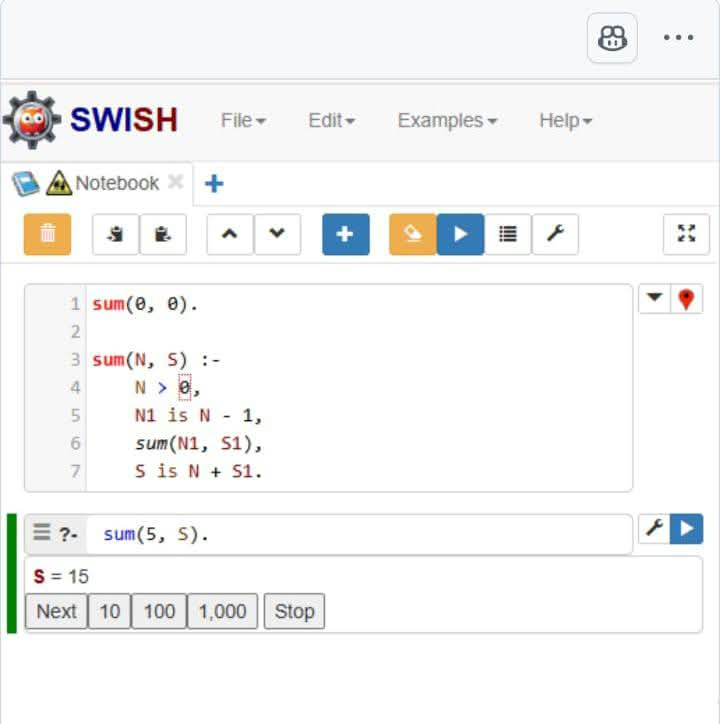 SWISH File Edit Examples Help
Notebook
1 sum(0, 0).
2
3 sum(N, S) :-
4     N > 0,
5     N1 is N - 1,
6     sum(N1, S1),
7     S is N + S1.
?- sum(5, S).
S = 15
Next 10 100 1,000 Stop